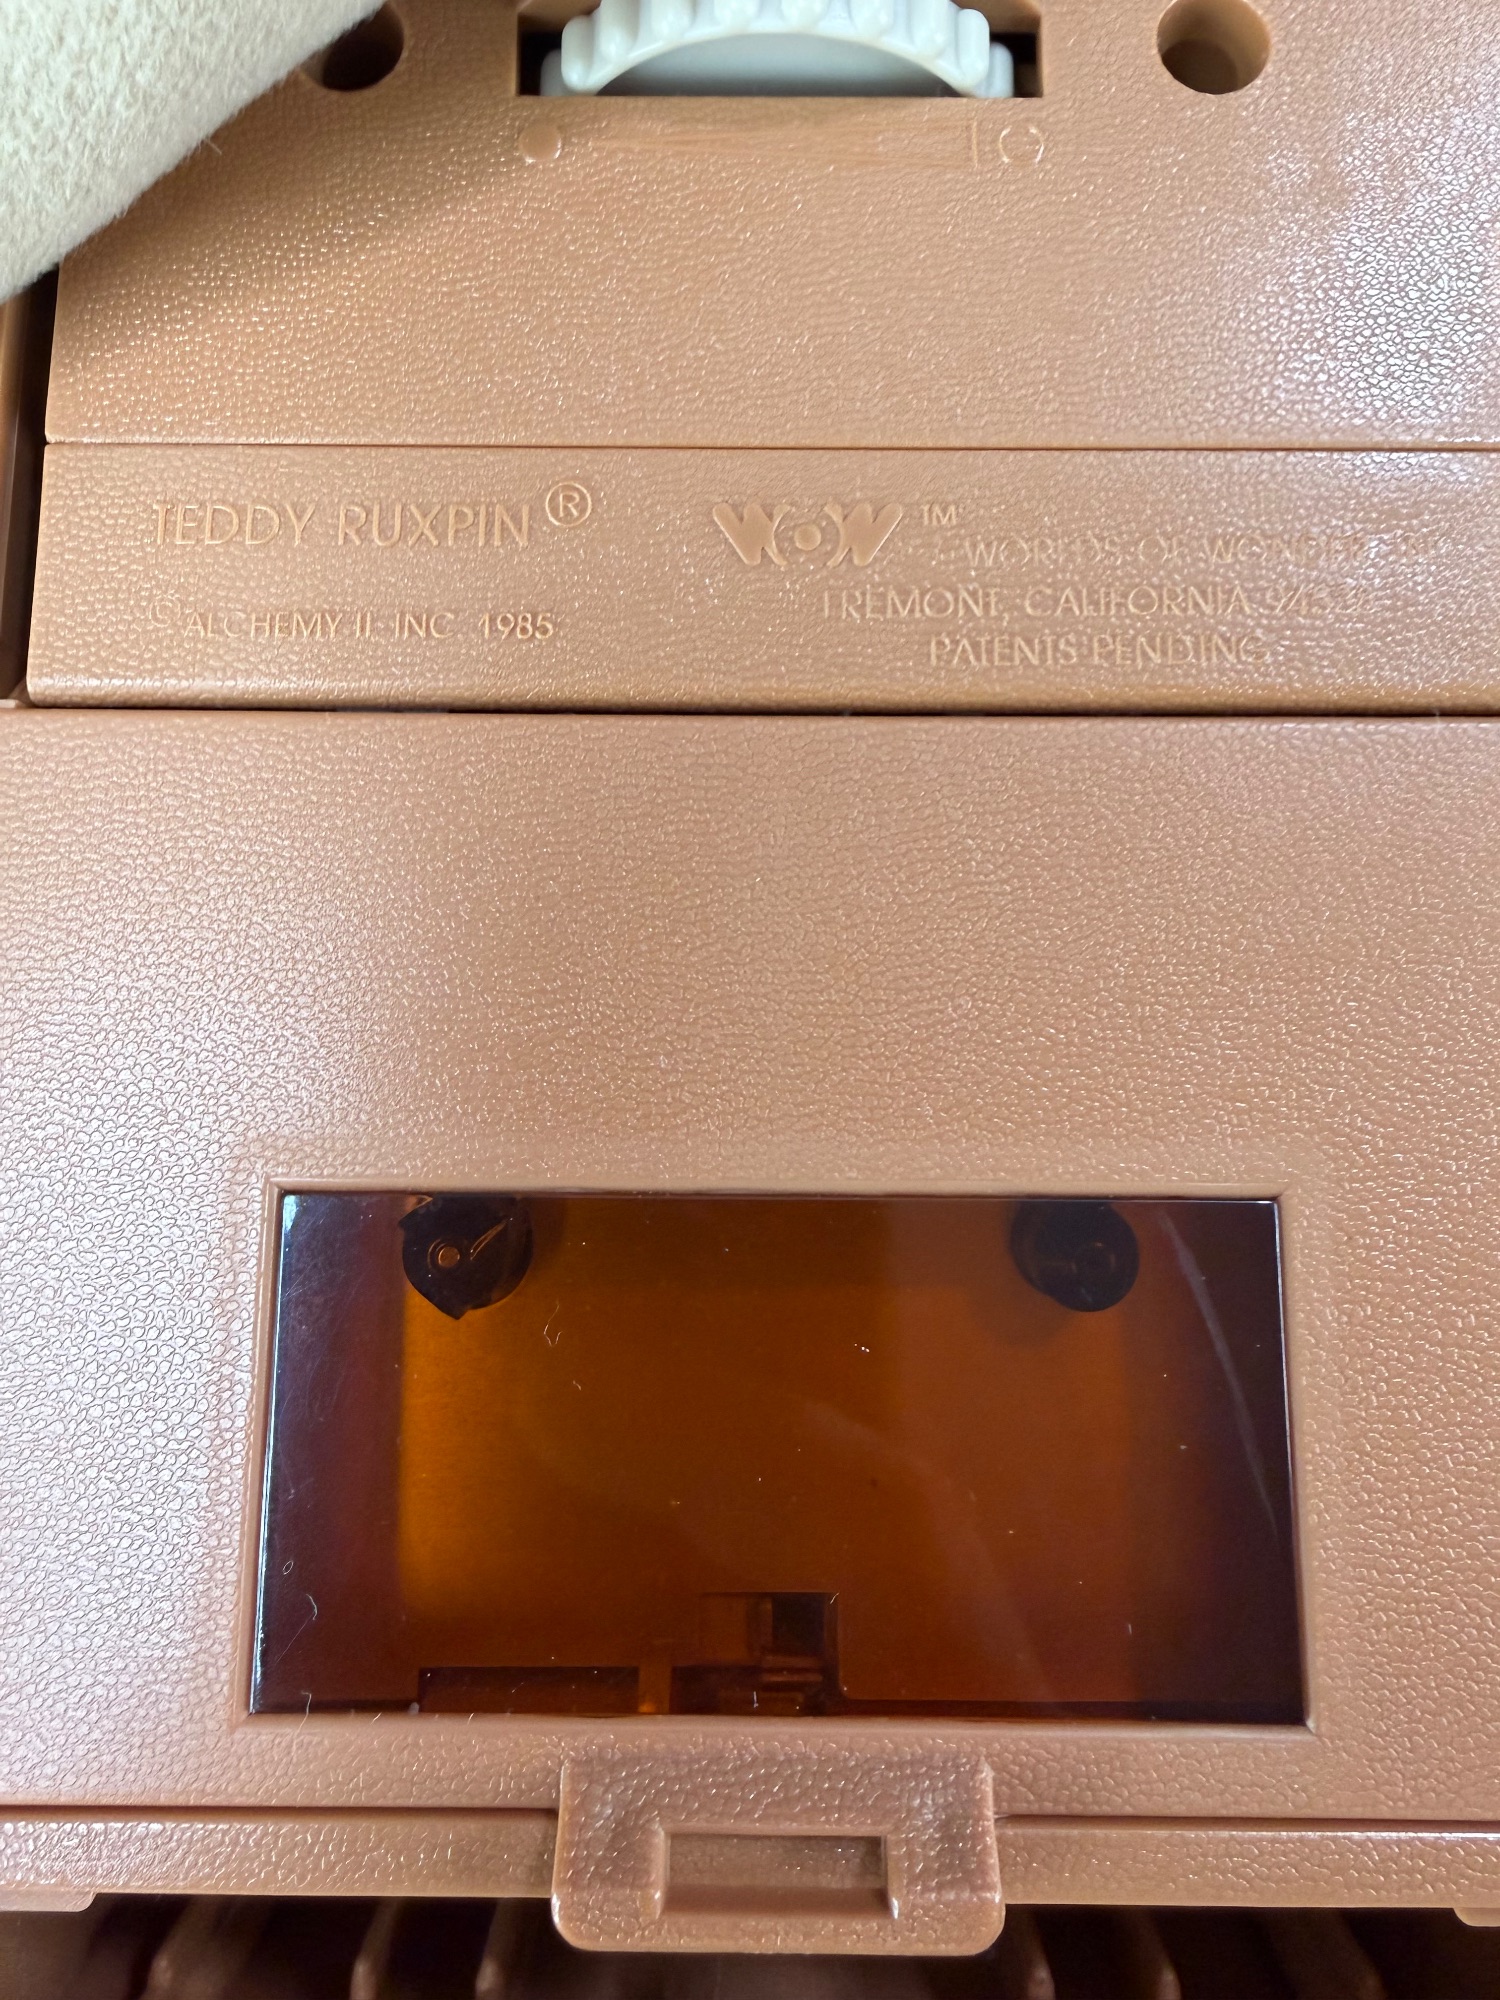 TEDDY RUXPIN®
WOW™
WORLDS OF WONDER
© ALCHEMY II, INC. 1985
FREMONT, CALIFORNIA
PATENTS PENDING